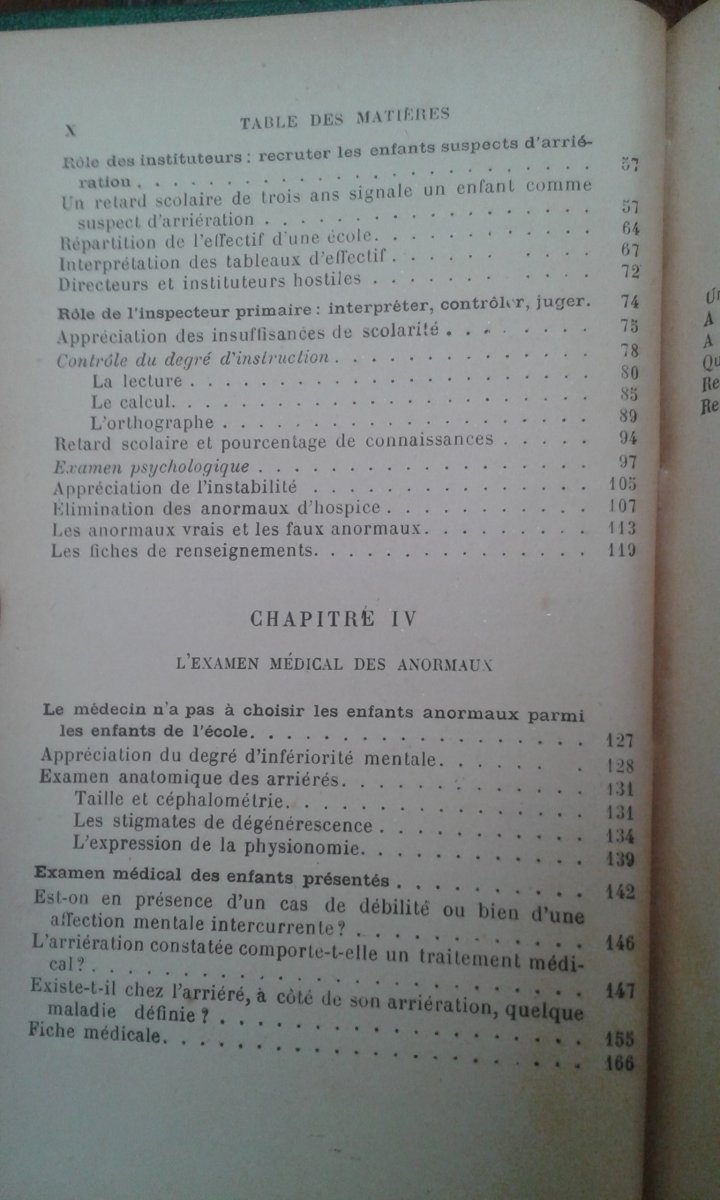 X TABLE DES MATIÈRES
Rôle des instituteurs : recruter les enfants suspects d'arrié-
ration . . . . . . . . . . . . . . . . . . . . . . . 57
Un retard scolaire de trois ans signale un enfant comme
suspect d'arriération . . . . . . . . . . . . . . . . 57
Répartition de l'effectif d'une école. . . . . . . . . . . . 64
Interprétation des tableaux d'effectif . . . . . . . . . . 67
Directeurs et instituteurs hostiles . . . . . . . . . . . 72
Rôle de l'inspecteur primaire : interpréter, contrôler, juger. 74
Appréciation des insuffisances de scolarité . . . . . . . 75
Contrôle du degré d'instruction . . . . . . . . . . . . . 78
La lecture . . . . . . . . . . . . . . . . . . . . . 80
Le calcul. . . . . . . . . . . . . . . . . . . . . . 85
L'orthographe . . . . . . . . . . . . . . . . . . . 89
Retard scolaire et pourcentage de connaissances . . . . . 94
Examen psychologique . . . . . . . . . . . . . . . . . 97
Appréciation de l'instabilité . . . . . . . . . . . . . . 105
Élimination des anormaux d'hospice . . . . . . . . . . . 107
Les anormaux vrais et les faux anormaux. . . . . . . . . 113
Les fiches de renseignements. . . . . . . . . . . . . . 119
CHAPITRE IV
L'EXAMEN MÉDICAL DES ANORMAUX
Le médecin n'a pas à choisir les enfants anormaux parmi
les enfants de l'école. . . . . . . . . . . . . . . . . 127
Appréciation du degré d'infériorité mentale. . . . . . . . 128
Examen anatomique des arriérés. . . . . . . . . . . . . 131
Taille et céphalométrie. . . . . . . . . . . . . . . . 131
Les stigmates de dégénérescence . . . . . . . . . . . 134
L'expression de la physionomie. . . . . . . . . . . . 139
Examen médical des enfants présentés . . . . . . . . . . 142
Est-on en présence d'un cas de débilité ou bien d'une
affection mentale intercurrente ? . . . . . . . . . . . . 146
L'arriération constatée comporte-t-elle un traitement médi-
cal ? . . . . . . . . . . . . . . . . . . . . . . . . 147
Existe-t-il chez l'arriéré, à côté de son arriération, quelque
maladie définie ? . . . . . . . . . . . . . . . . . . 155
Fiche médicale. . . . . . . . . . . . . . . . . . . . 166
A
A
Qu
Re
Re